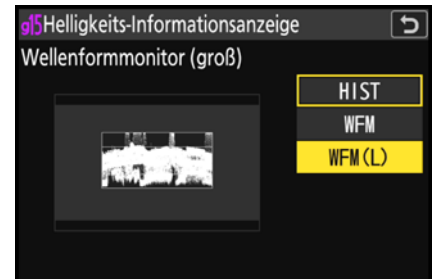 g15Helligkeits-Informationsanzeige
Wellenformmonitor (groß)
HIST
WFM
WFM(L)